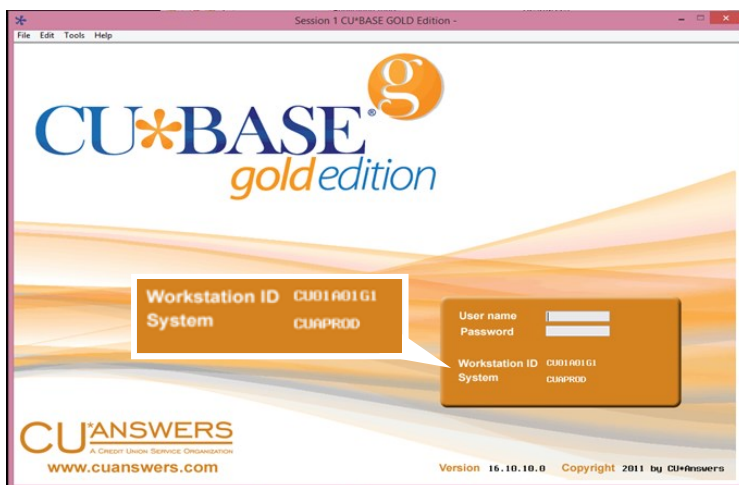 Session 1 CU*BASE GOLD Edition -
File Edit Tools Help
CU*BASE® g
gold edition
Workstation ID CU01A01G1
System CUAPROD
User name
Password
Workstation ID CU01A01G1
System CUAPROD
CU*ANSWERS
A Credit Union Service Organization
www.cuanswers.com
Version 16.10.10.0 Copyright 2011 by CU*Answers